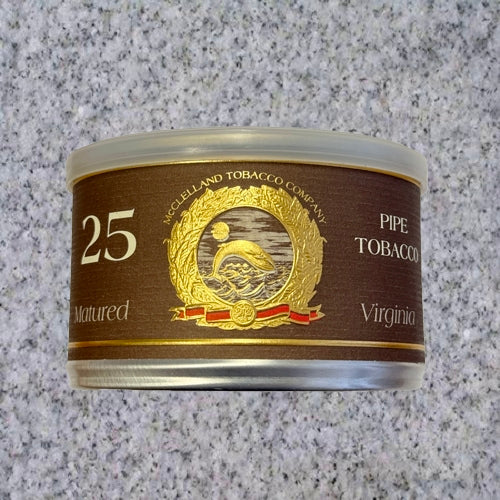 McCLELLAND TOBACCO COMPANY
25
Matured
PIPE
TOBACCO
Virginia